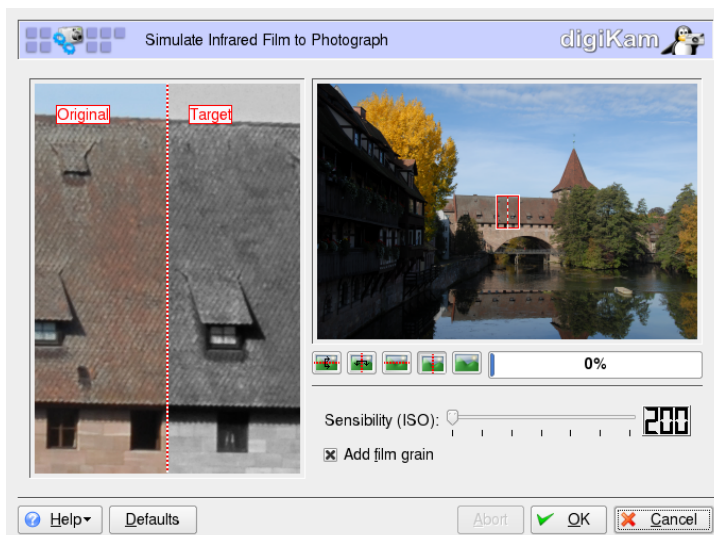 Simulate Infrared Film to Photograph
digiKam
Original
Target
0%
Sensibility (ISO):
200
Add film grain
Help
Defaults
Abort
OK
Cancel